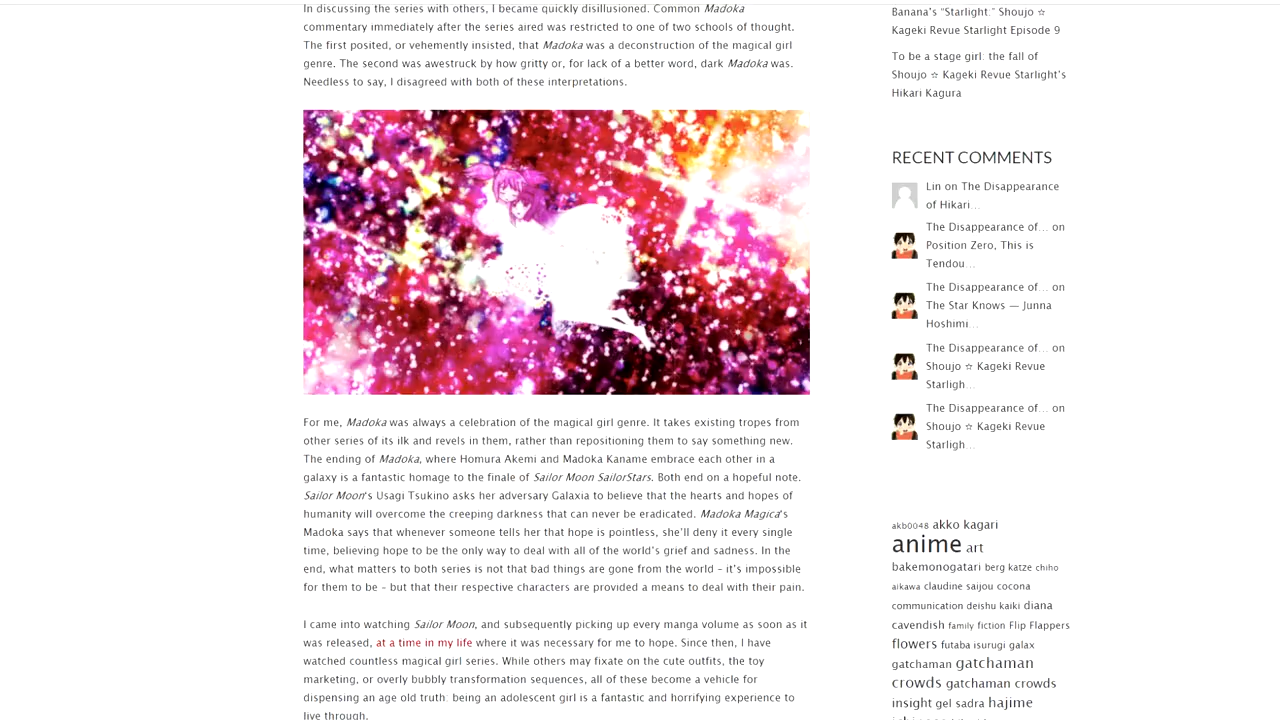 In discussing the series with others, I became quickly disillusioned. Common Madoka
commentary immediately after the series aired was restricted to one of two schools of thought.
The first posited, or vehemently insisted, that Madoka was a deconstruction of the magical girl
genre. The second was awestruck by how gritty or, for lack of a better word, dark Madoka was.
Needless to say, I disagreed with both of these interpretations.
For me, Madoka was always a celebration of the magical girl genre. It takes existing tropes from
other series of its ilk and revels in them, rather than repositioning them to say something new.
The ending of Madoka, where Homura Akemi and Madoka Kaname embrace each other in a
galaxy is a fantastic homage to the finale of Sailor Moon SailorStars. Both end on a hopeful note.
Sailor Moon's Usagi Tsukino asks her adversary Galaxia to believe that the hearts and hopes of
humanity will overcome the creeping darkness that can never be eradicated. Madoka Magica's
Madoka says that whenever someone tells her that hope is pointless, she'll deny it every single
time, believing hope to be the only way to deal with all of the world's grief and sadness. In the
end, what matters to both series is not that bad things are gone from the world – it's impossible
for them to be – but that their respective characters are provided a means to deal with their pain.
I came into watching Sailor Moon, and subsequently picking up every manga volume as soon as it
was released, at a time in my life where it was necessary for me to hope. Since then, I have
watched countless magical girl series. While others may fixate on the cute outfits, the toy
marketing, or overly bubbly transformation sequences, all of these become a vehicle for
dispensing an age old truth: being an adolescent girl is a fantastic and horrifying experience to
live through.
Banana's "Starlight." Shoujo ☆
Kageki Revue Starlight Episode 9
To be a stage girl: the fall of
Shoujo ☆ Kageki Revue Starlight's
Hikari Kagura
RECENT COMMENTS
Lin on The Disappearance
of Hikari…
The Disappearance of… on
Position Zero, This is
Tendou…
The Disappearance of… on
The Star Knows — Junna
Hoshimi…
The Disappearance of… on
Shoujo ☆ Kageki Revue
Starligh…
The Disappearance of… on
Shoujo ☆ Kageki Revue
Starligh…
akb0048 akko kagari
anime art
bakemonogatari berg katze chiho
aikawa claudine saijou cocona
communication deishu kaiki diana
cavendish family fiction Flip Flappers
flowers futaba isurugi galax
gatchaman gatchaman
crowds gatchaman crowds
insight gel sadra hajime